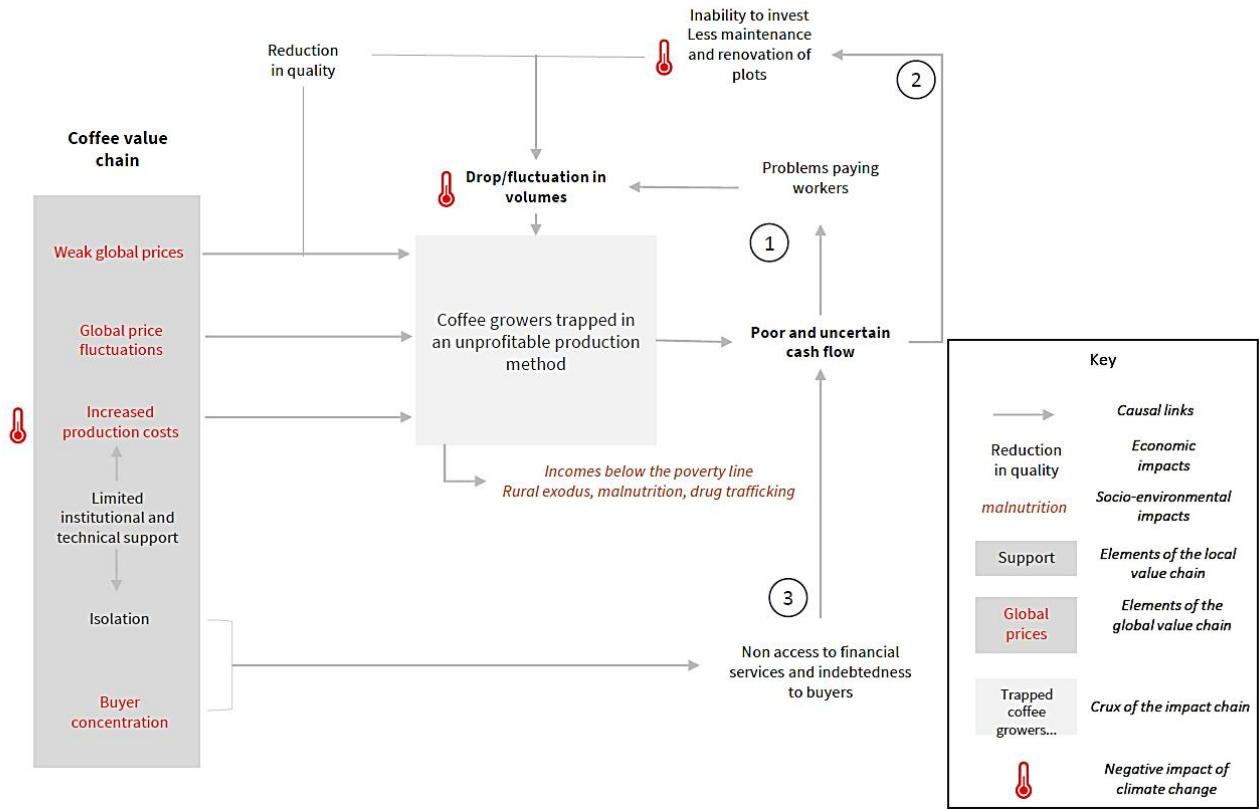 Reduction
in quality
Inability to invest
Less maintenance
and renovation of
plots
2
Coffee value
chain
Drop/fluctuation in
volumes
Problems paying
workers
1
Weak global prices
Global price
fluctuations
Increased
production costs
Limited
institutional and
technical support
Isolation
Buyer
concentration
Coffee growers trapped in
an unprofitable production
method
Poor and uncertain
cash flow
Incomes below the poverty line
Rural exodus, malnutrition, drug trafficking
3
Non access to financial
services and indebtedness
to buyers
Key
Causal links
Reduction
in quality
Economic
impacts
malnutrition
Socio-environmental
impacts
Support
Elements of the local
value chain
Global
prices
Elements of the
global value chain
Trapped
coffee
growers...
Crux of the impact chain
Negative impact of
climate change